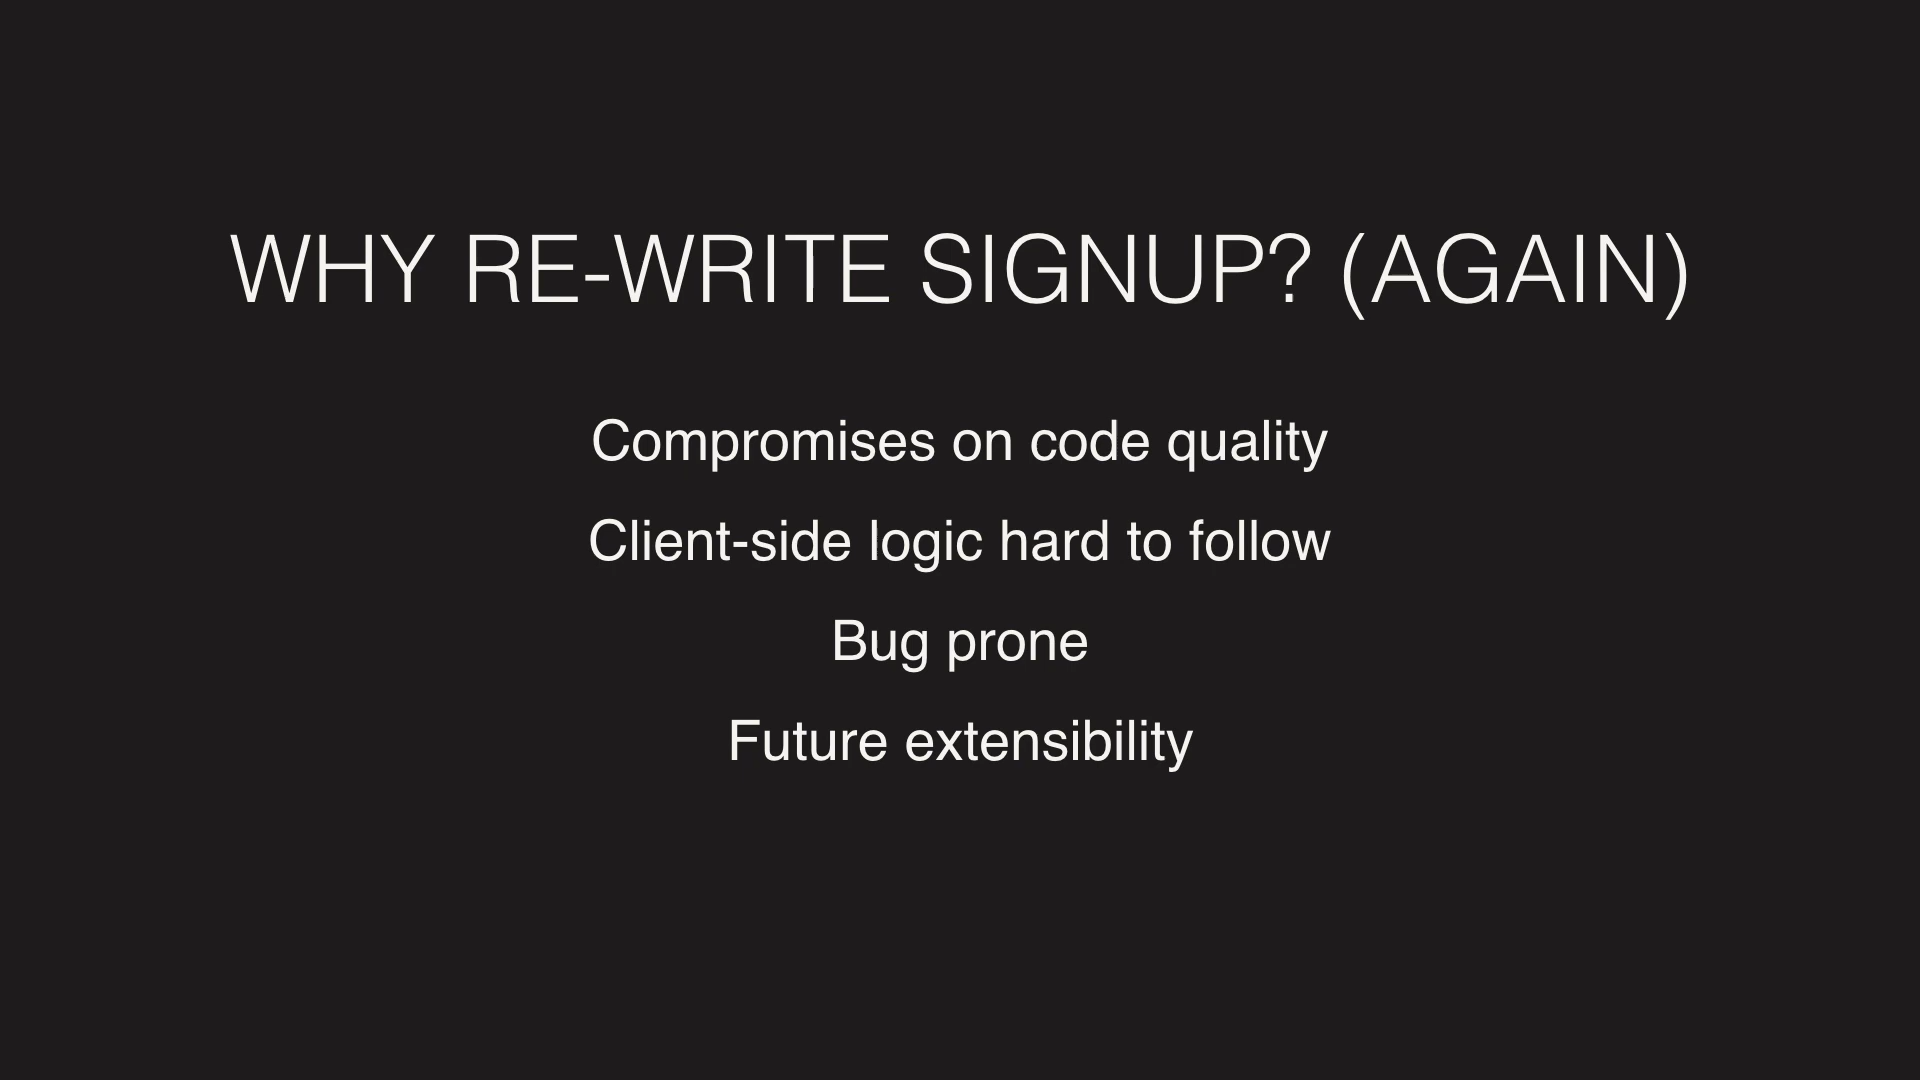 WHY RE-WRITE SIGNUP? (AGAIN)
Compromises on code quality
Client-side logic hard to follow
Bug prone
Future extensibility